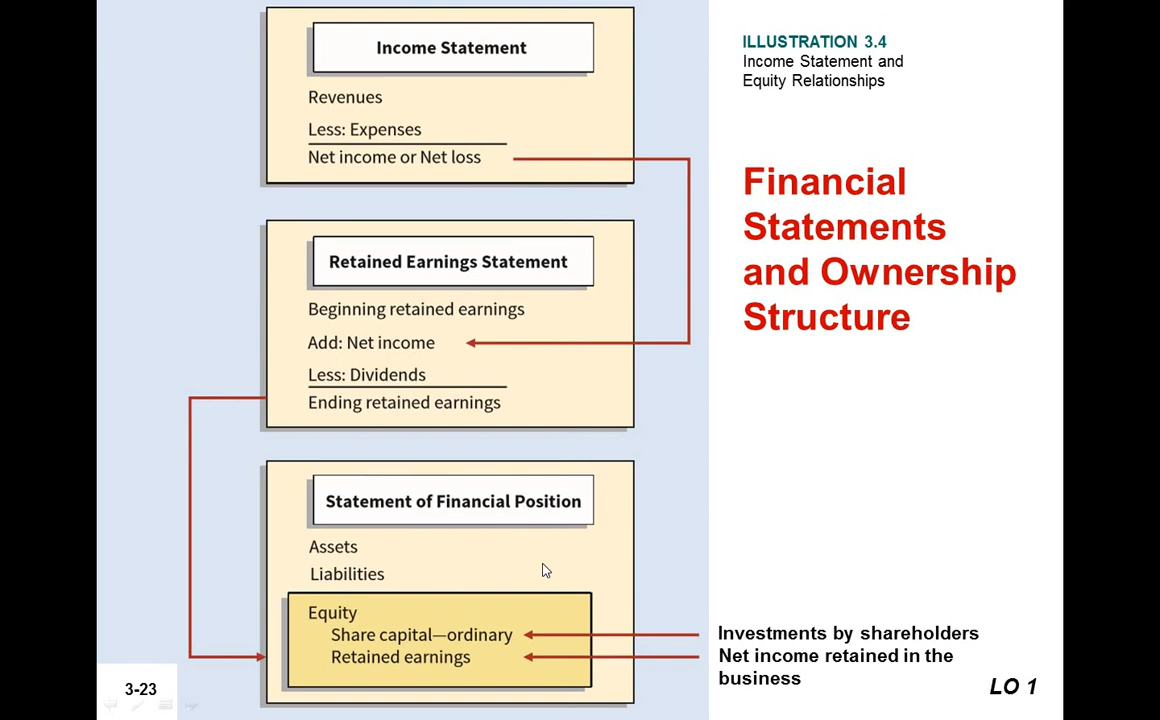 Income Statement
Revenues
Less: Expenses
Net income or Net loss
Retained Earnings Statement
Beginning retained earnings
Add: Net income
Less: Dividends
Ending retained earnings
Statement of Financial Position
Assets
Liabilities
Equity
Share capital—ordinary
Retained earnings
ILLUSTRATION 3.4
Income Statement and
Equity Relationships
Financial
Statements
and Ownership
Structure
Investments by shareholders
Net income retained in the
business
3-23
LO 1